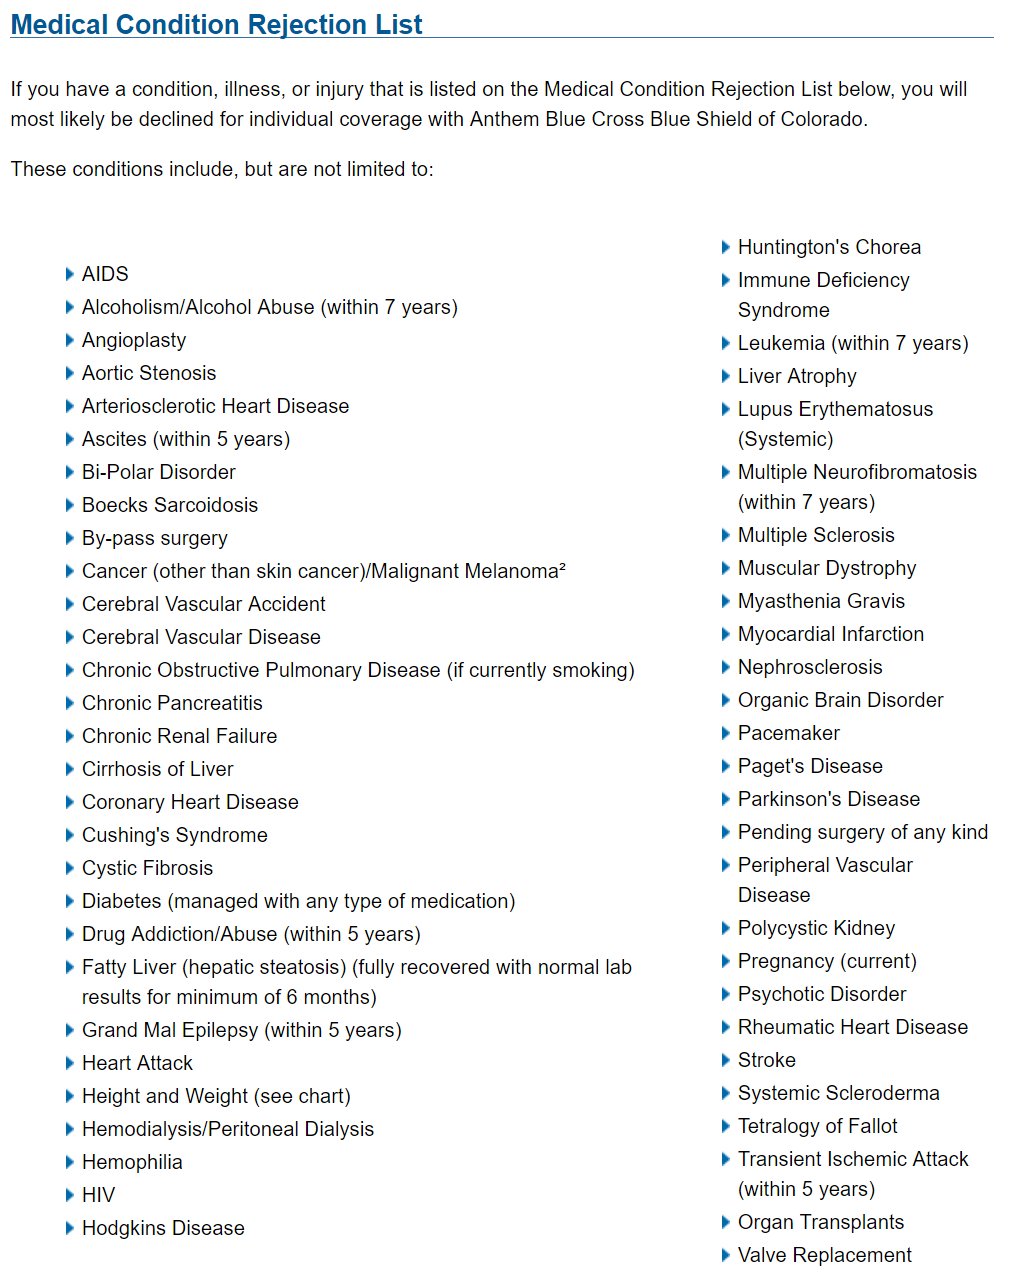 Medical Condition Rejection List
If you have a condition, illness, or injury that is listed on the Medical Condition Rejection List below, you will
most likely be declined for individual coverage with Anthem Blue Cross Blue Shield of Colorado.
These conditions include, but are not limited to:
AIDS
Alcoholism/Alcohol Abuse (within 7 years)
Angioplasty
Aortic Stenosis
Arteriosclerotic Heart Disease
Ascites (within 5 years)
Bi-Polar Disorder
Boecks Sarcoidosis
By-pass surgery
Cancer (other than skin cancer)/Malignant Melanoma²
Cerebral Vascular Accident
Cerebral Vascular Disease
Chronic Obstructive Pulmonary Disease (if currently smoking)
Chronic Pancreatitis
Chronic Renal Failure
Cirrhosis of Liver
Coronary Heart Disease
Cushing's Syndrome
Cystic Fibrosis
Diabetes (managed with any type of medication)
Drug Addiction/Abuse (within 5 years)
Fatty Liver (hepatic steatosis) (fully recovered with normal lab
results for minimum of 6 months)
Grand Mal Epilepsy (within 5 years)
Heart Attack
Height and Weight (see chart)
Hemodialysis/Peritoneal Dialysis
Hemophilia
HIV
Hodgkins Disease
Huntington's Chorea
Immune Deficiency
Syndrome
Leukemia (within 7 years)
Liver Atrophy
Lupus Erythematosus
(Systemic)
Multiple Neurofibromatosis
(within 7 years)
Multiple Sclerosis
Muscular Dystrophy
Myasthenia Gravis
Myocardial Infarction
Nephrosclerosis
Organic Brain Disorder
Pacemaker
Paget's Disease
Parkinson's Disease
Pending surgery of any kind
Peripheral Vascular
Disease
Polycystic Kidney
Pregnancy (current)
Psychotic Disorder
Rheumatic Heart Disease
Stroke
Systemic Scleroderma
Tetralogy of Fallot
Transient Ischemic Attack
(within 5 years)
Organ Transplants
Valve Replacement